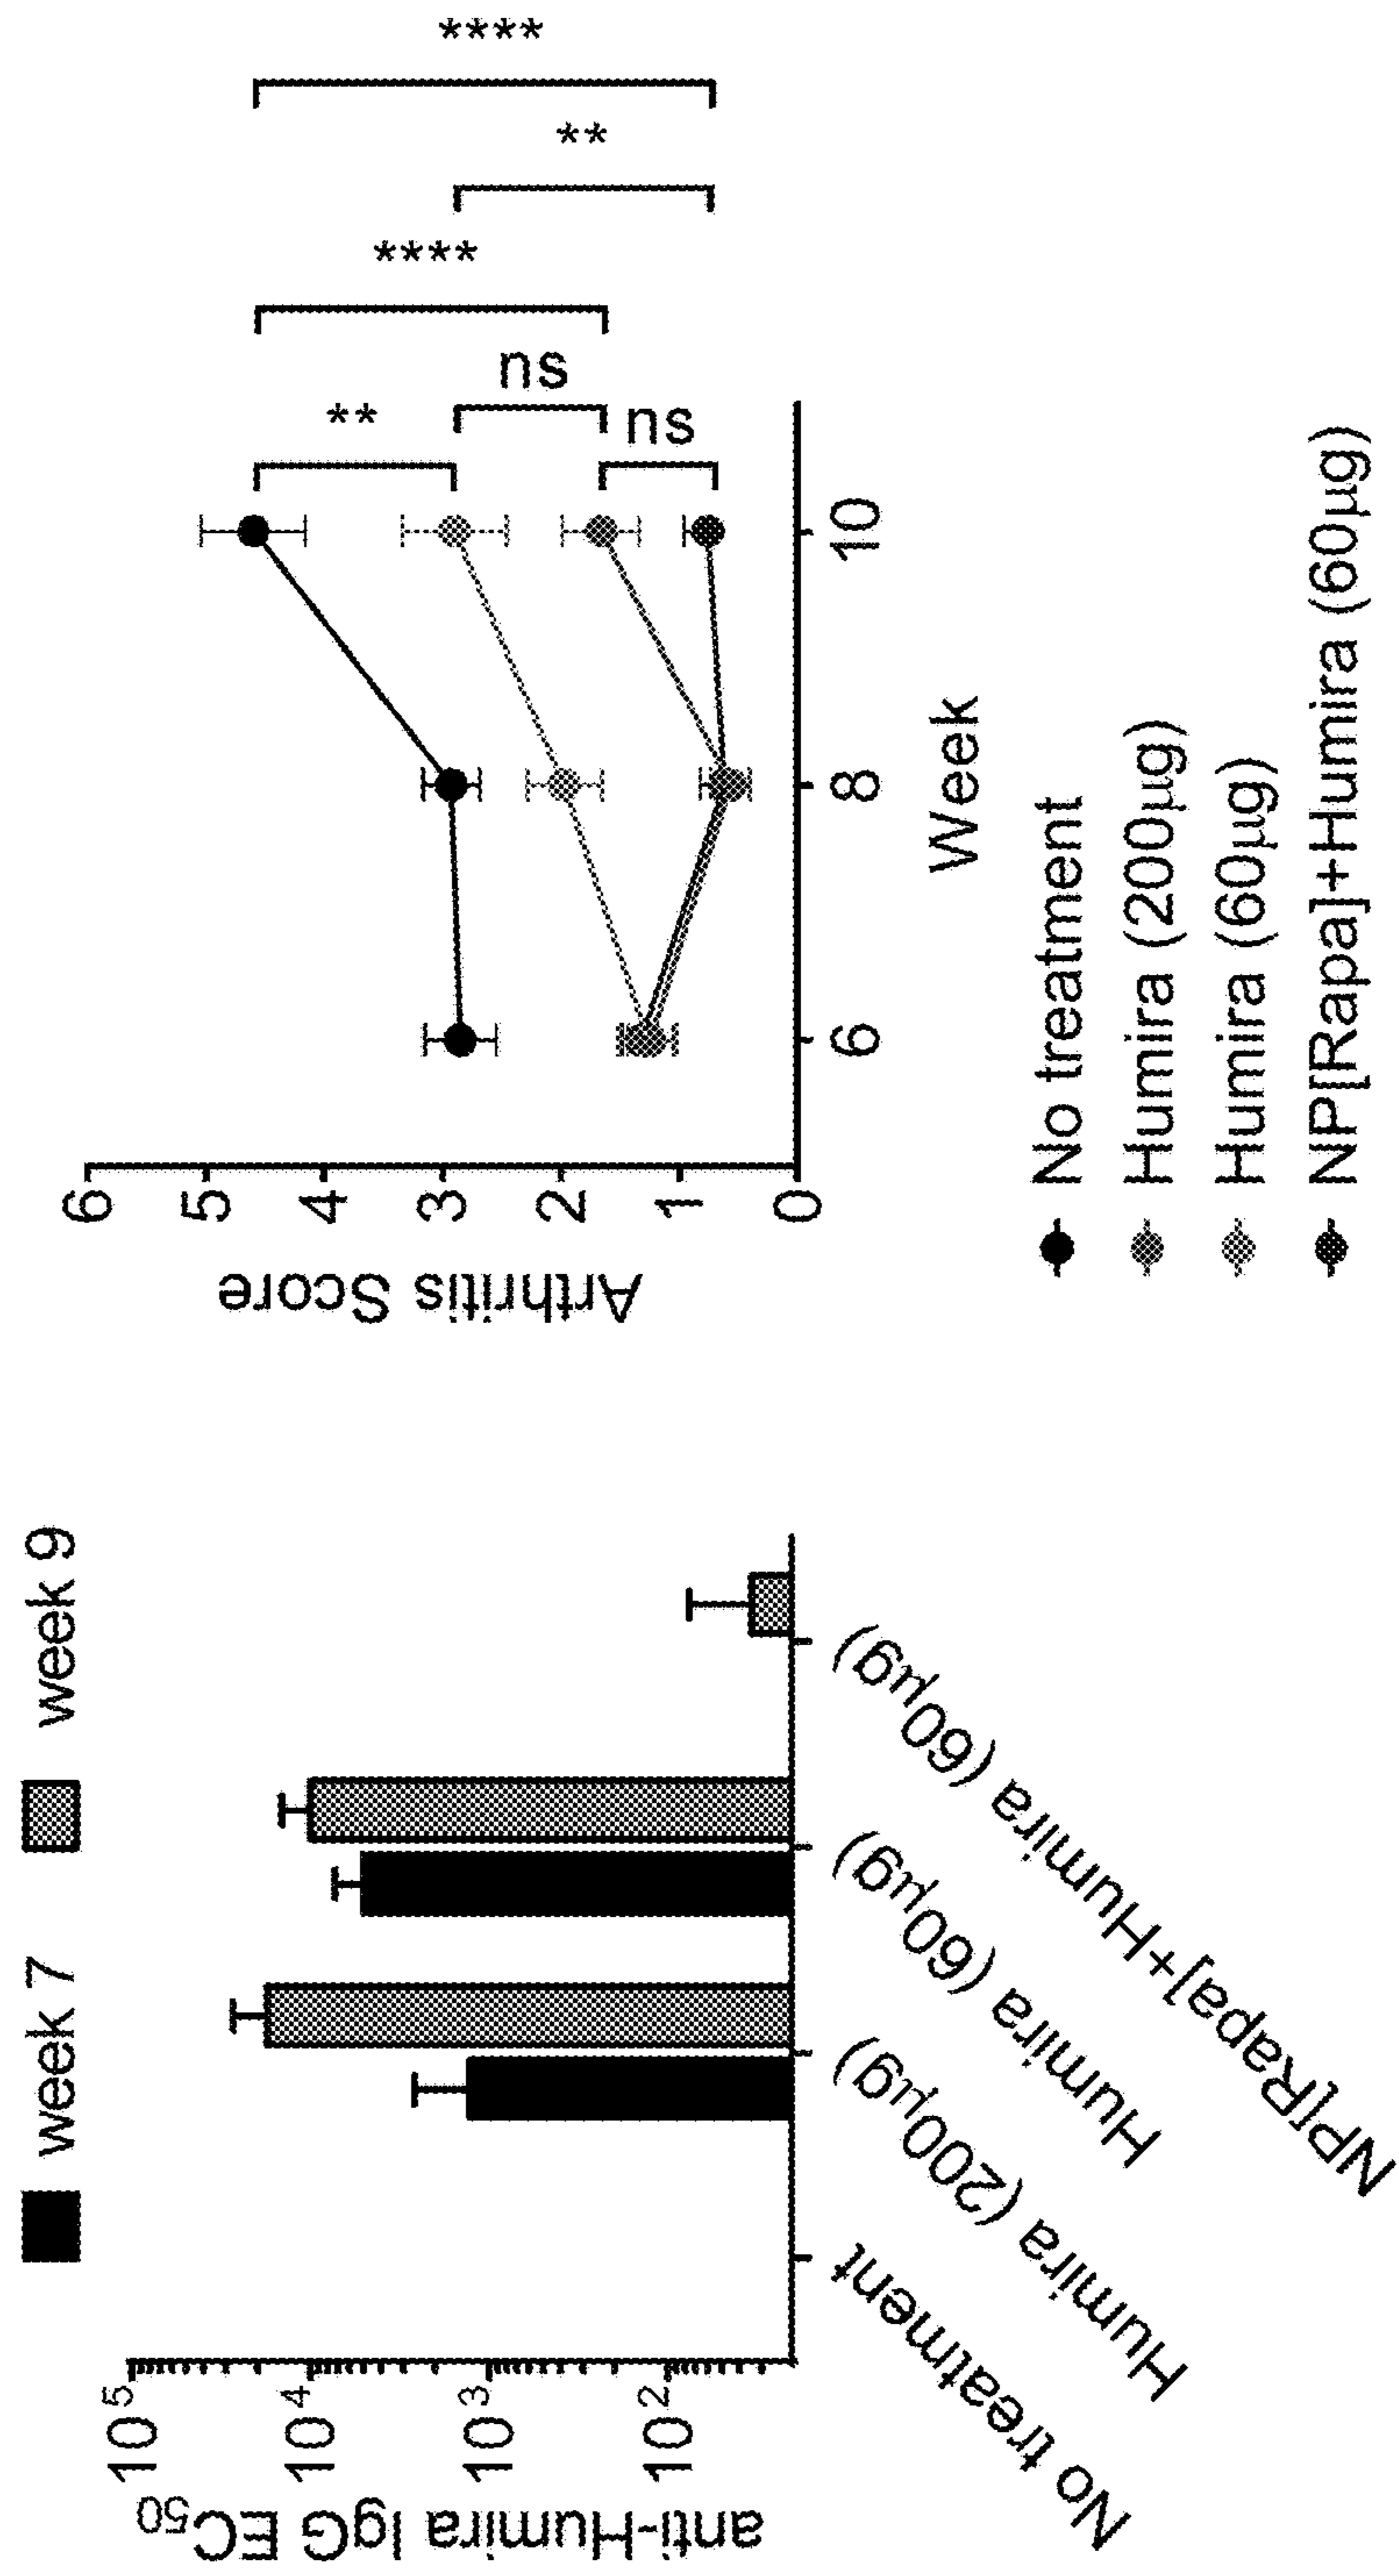 week 7
week 9
anti-Humira IgG EC50
10^5
10^4
10^3
10^2
No treatment
Humira (200µg)
Humira (60µg)
NP[Rapa]+Humira (60µg)
Arthritis Score
6
5
4
3
2
1
0
6
8
10
Week
**
ns
ns
****
**
****
No treatment
Humira (200µg)
Humira (60µg)
NP[Rapa]+Humira (60µg)